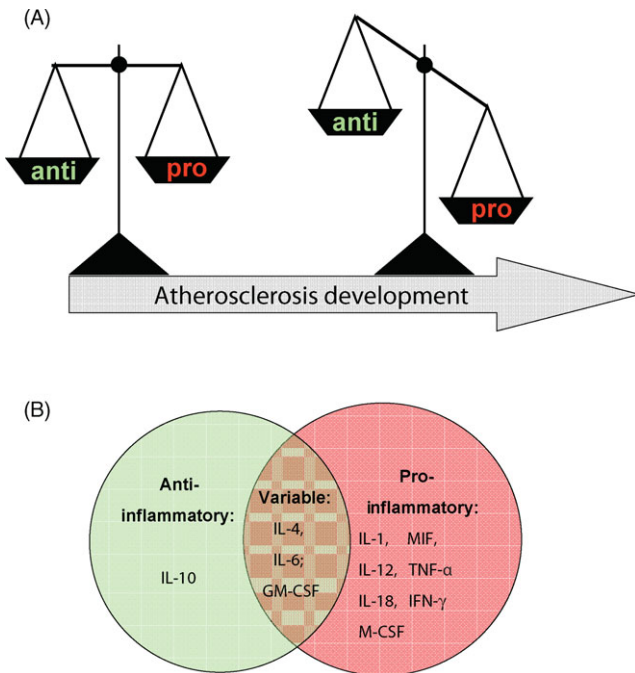 (A)
anti
pro
anti
pro
Atherosclerosis development
(B)
Anti-
inflammatory:
IL-10
Variable:
IL-4,
IL-6;
GM-CSF
Pro-
inflammatory:
IL-1, MIF,
IL-12, TNF-α
IL-18, IFN-γ
M-CSF